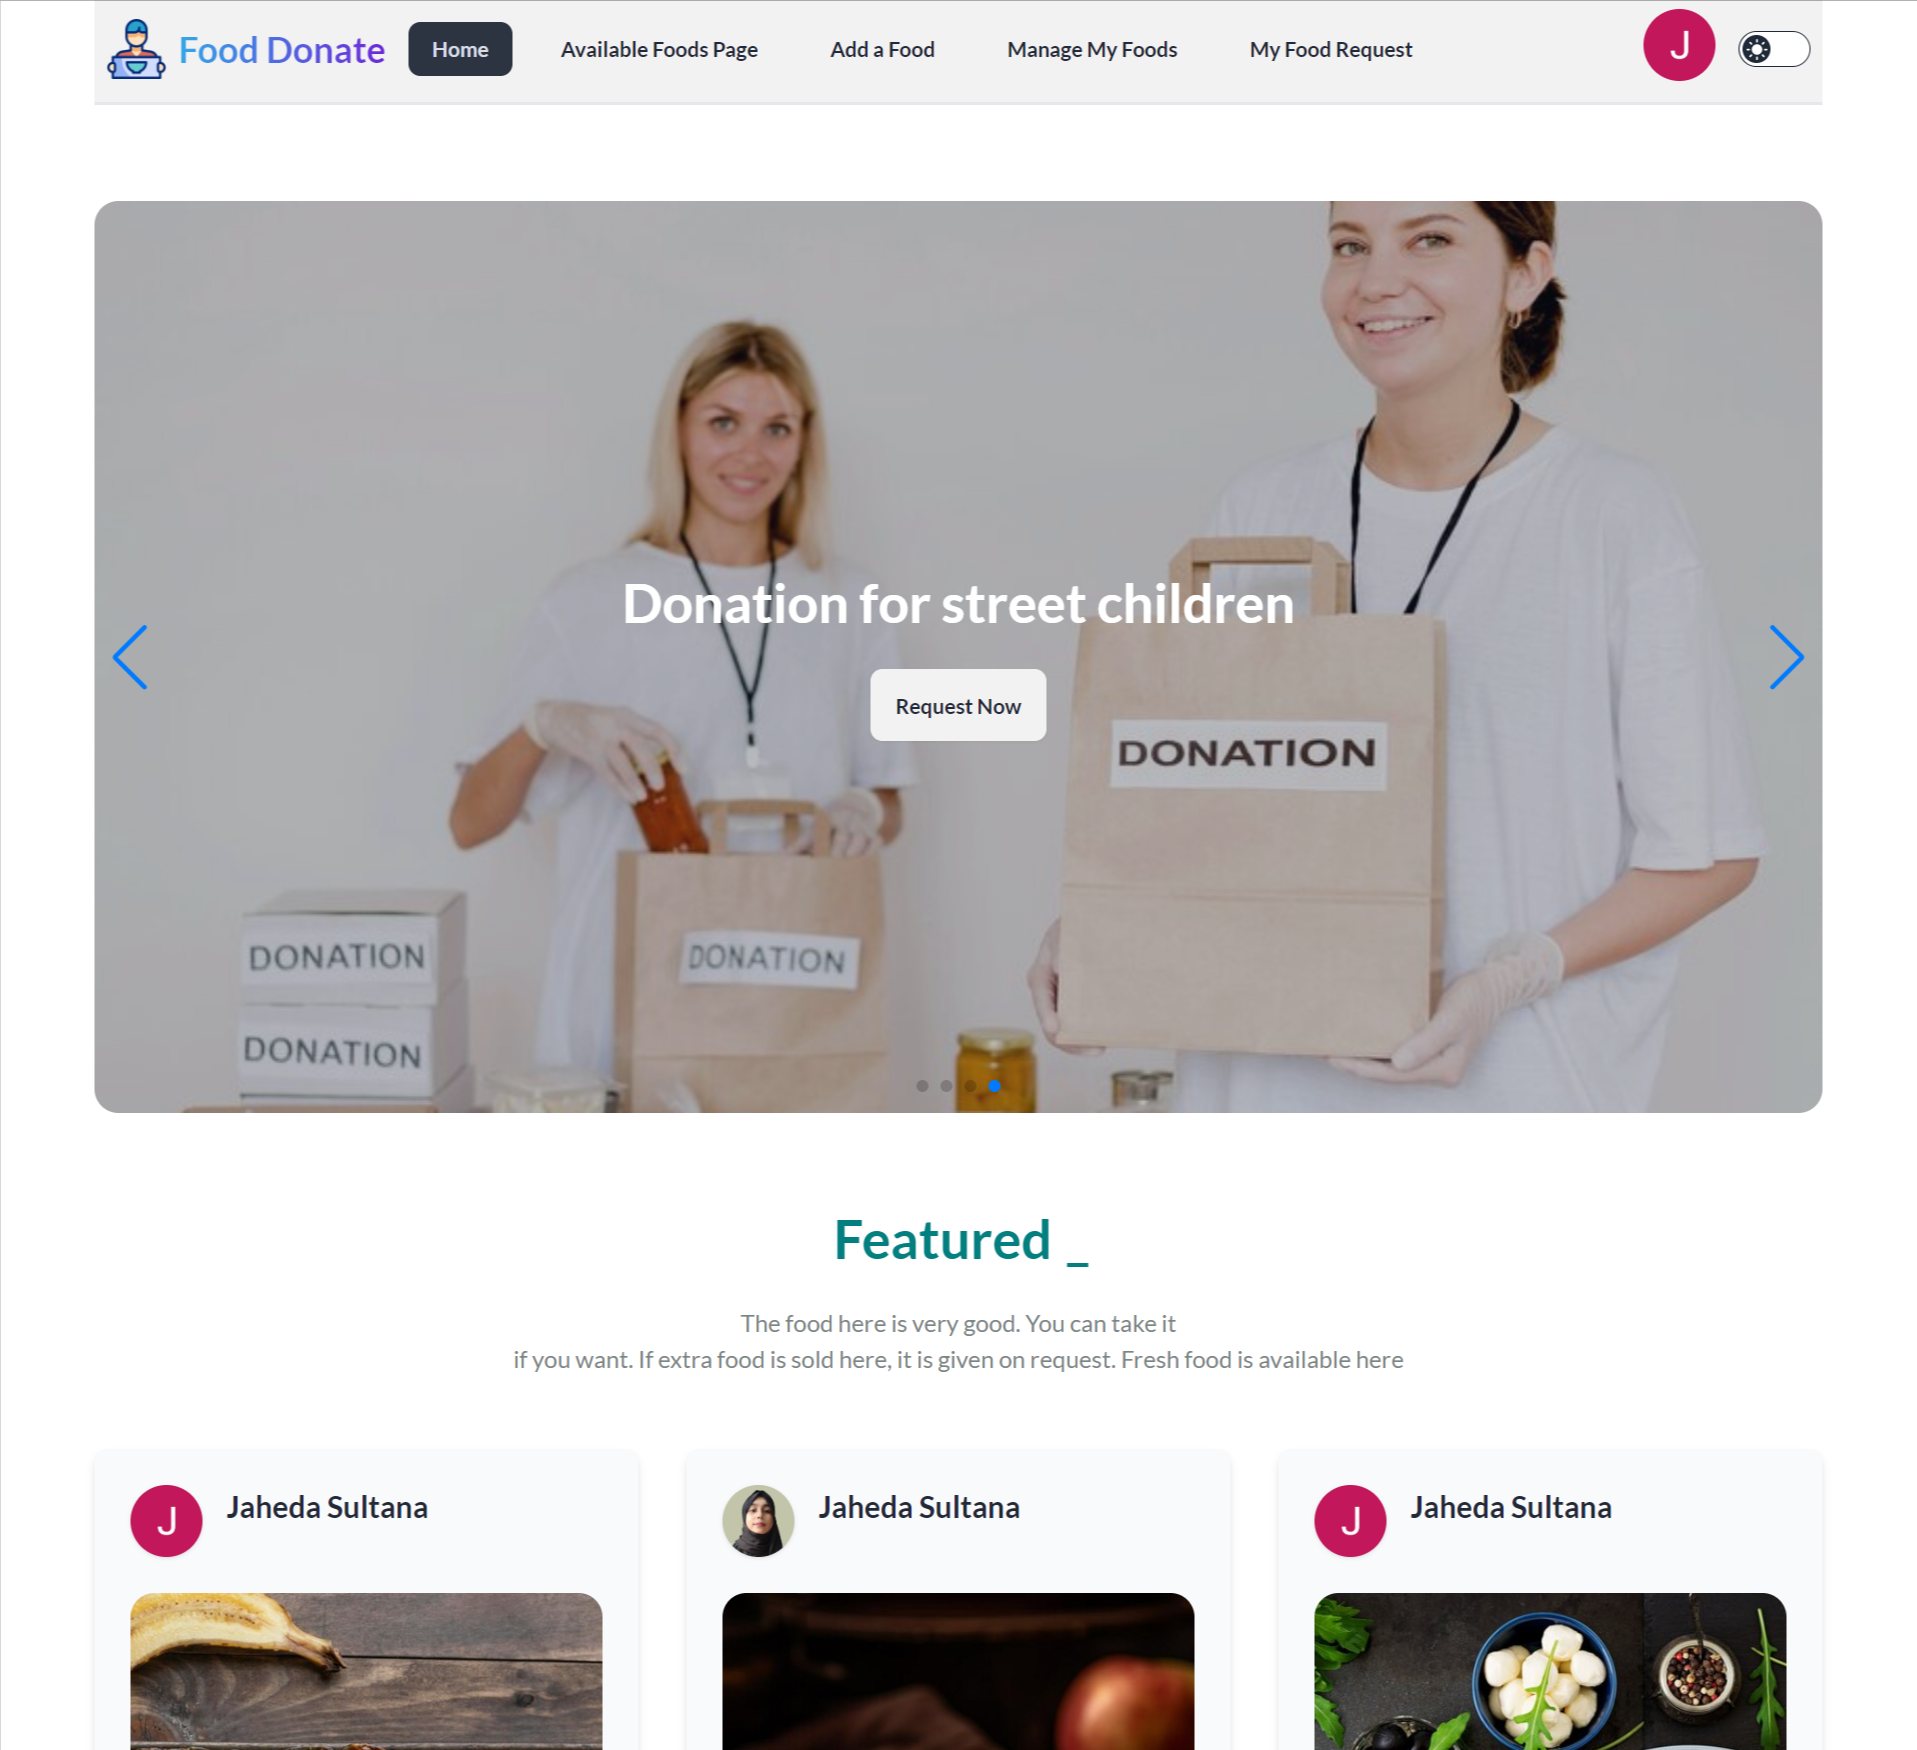 Food Donate
Home
Available Foods Page
Add a Food
Manage My Foods
My Food Request
J
Donation for street children
Request Now
DONATION
DONATION
DONATION
DONATION
Featured _
The food here is very good. You can take it
if you want. If extra food is sold here, it is given on request. Fresh food is available here
J
Jaheda Sultana
Jaheda Sultana
J
Jaheda Sultana